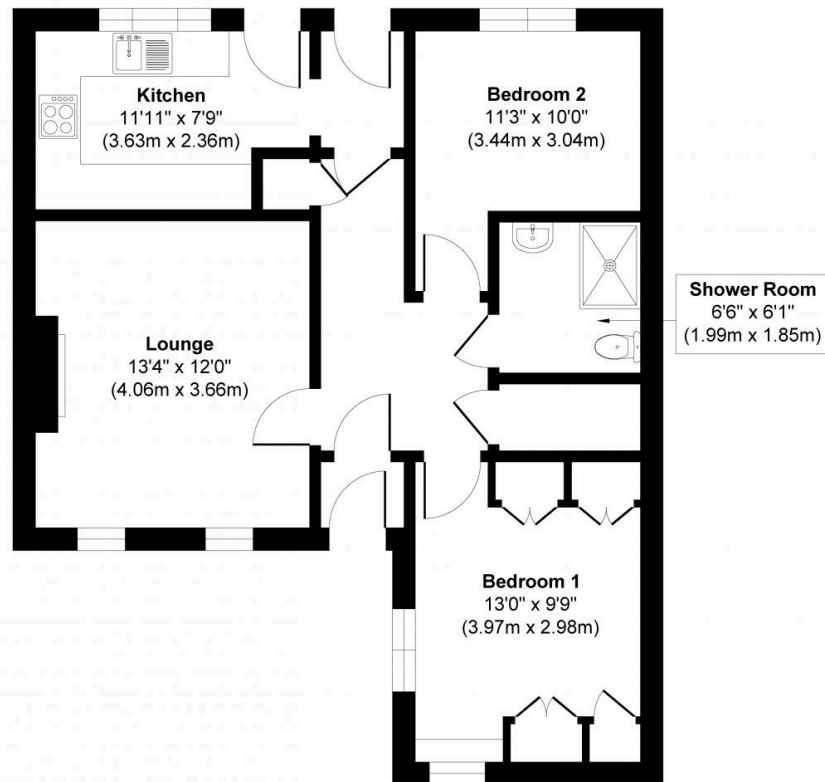 Kitchen
11'11" x 7'9"
(3.63m x 2.36m)
Bedroom 2
11'3" x 10'0"
(3.44m x 3.04m)
Shower Room
6'6" x 6'1"
(1.99m x 1.85m)
Lounge
13'4" x 12'0"
(4.06m x 3.66m)
Bedroom 1
13'0" x 9'9"
(3.97m x 2.98m)